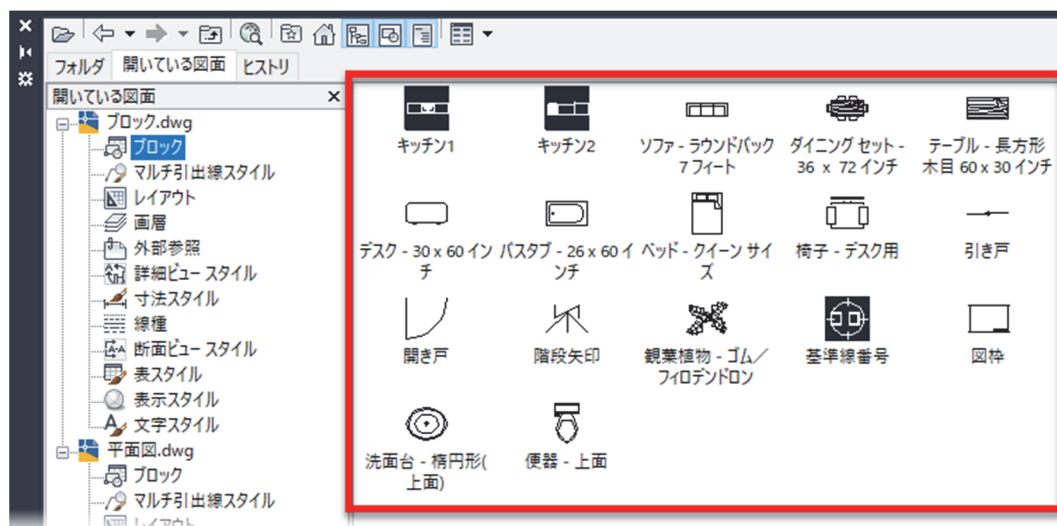 フォルダ 開いている図面 ヒストリ
開いている図面
ブロック.dwg
ブロック
マルチ引出線スタイル
レイアウト
画層
外部参照
詳細ビュー スタイル
寸法スタイル
線種
断面ビュー スタイル
表スタイル
表示スタイル
文字スタイル
平面図.dwg
ブロック
マルチ引出線スタイル
レイアウト
キッチン1
キッチン2
ソファ - ラウンドバック
7 フィート
ダイニング セット -
36 x 72 インチ
テーブル - 長方形
木目 60 x 30 インチ
デスク - 30 x 60 イン
チ
バスタブ - 26 x 60 イ
ンチ
ベッド - クイーン サイ
ズ
椅子 - デスク用
引き戸
開き戸
階段矢印
観葉植物 - ゴム／
フィロデンドロン
基準線番号
図枠
洗面台 - 楕円形(
上面)
便器 - 上面